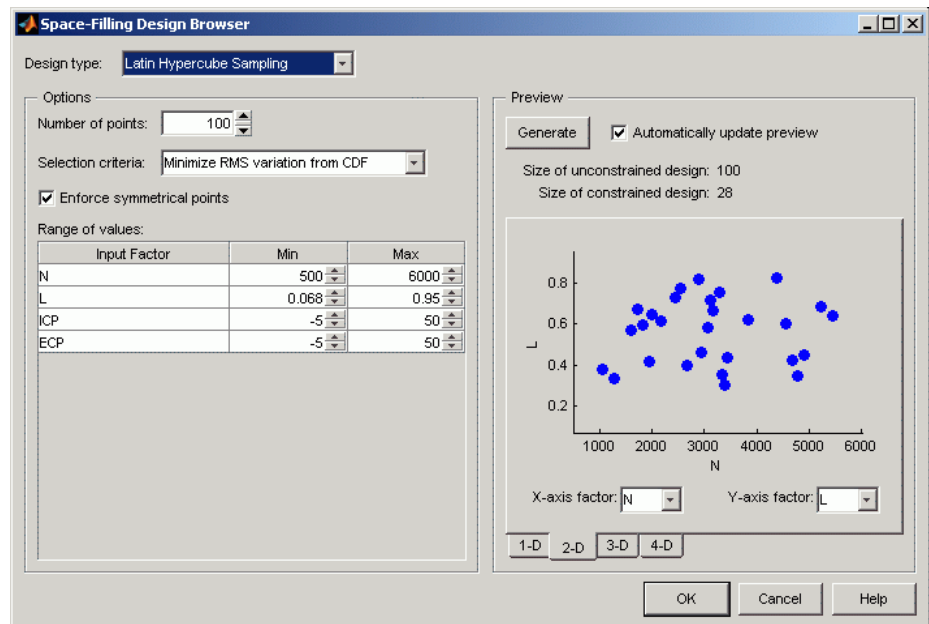 Space-Filling Design Browser
Design type: Latin Hypercube Sampling
Options
Number of points: 100
Selection criteria: Minimize RMS variation from CDF
Enforce symmetrical points
Range of values:
Input Factor Min Max
N 500 6000
L 0.068 0.95
ICP -5 50
ECP -5 50
Preview
Generate Automatically update preview
Size of unconstrained design: 100
Size of constrained design: 28
0.8
0.6
0.4
0.2
L
1000 2000 3000 4000 5000 6000
N
X-axis factor: N Y-axis factor: L
1-D 2-D 3-D 4-D
OK Cancel Help